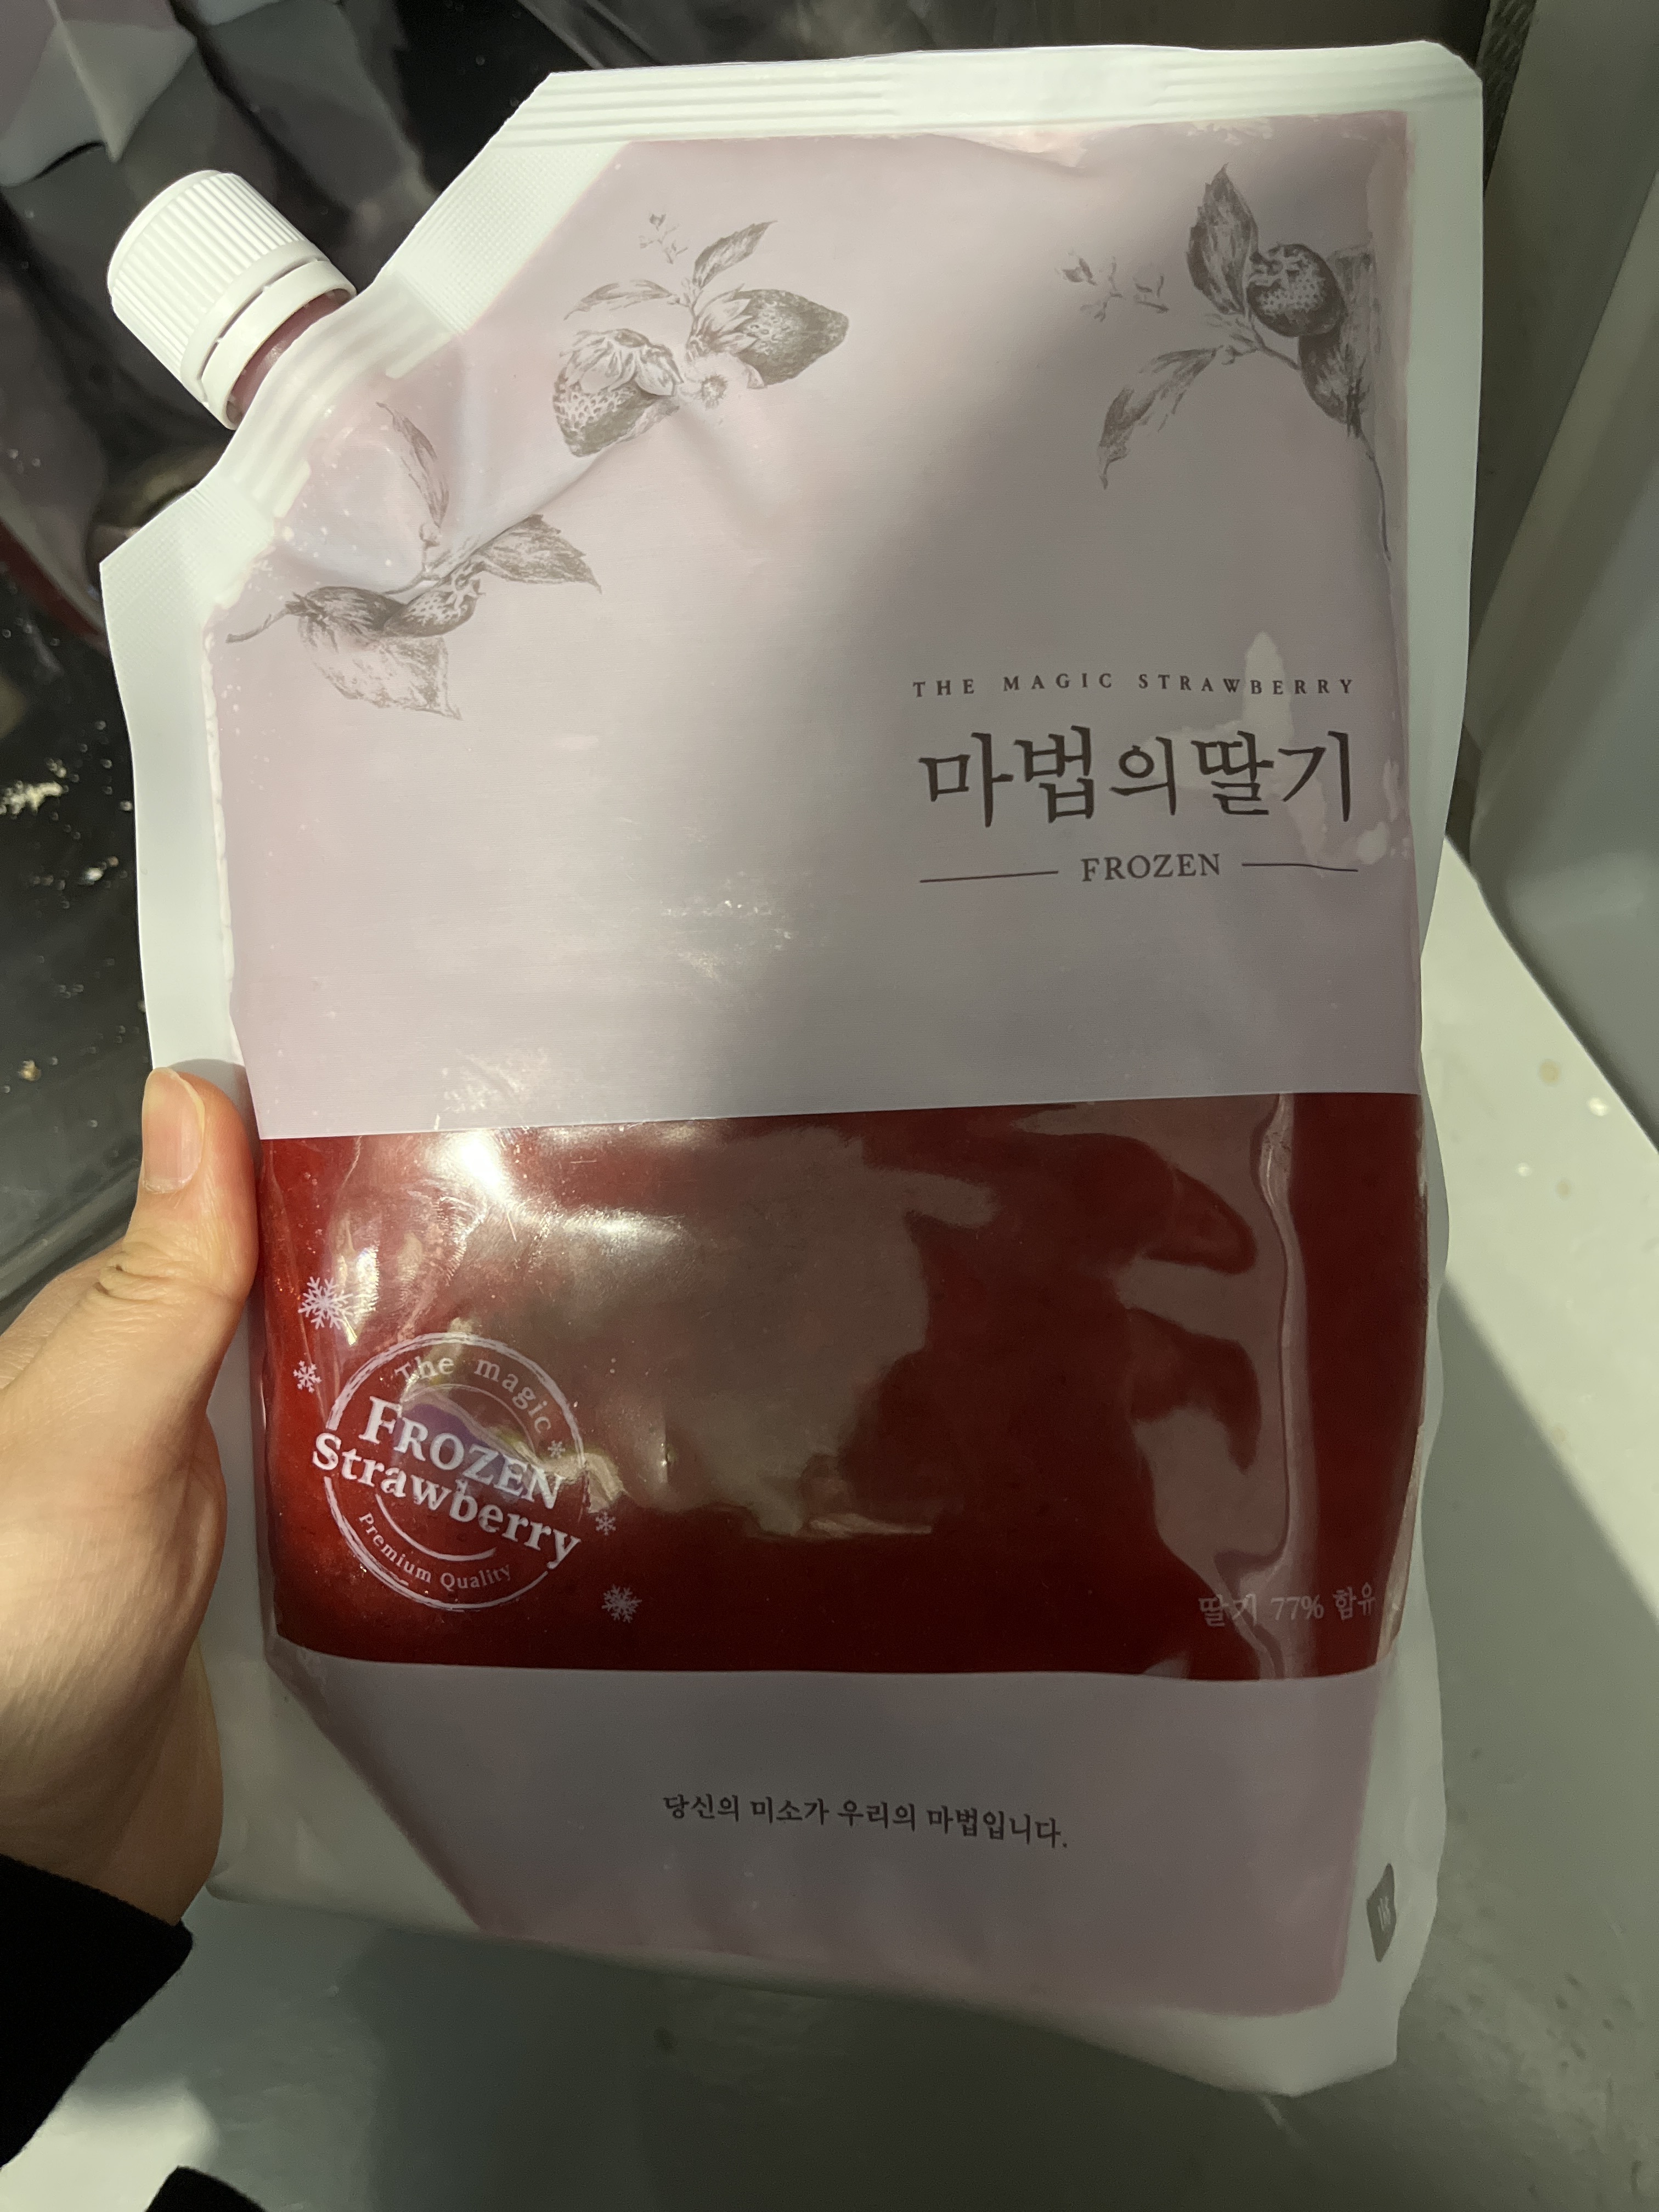 THE MAGIC STRAWBERRY
마법의딸기
FROZEN
The magic
FROZEN
Strawberry
Premium Quality
딸기 77% 함유
당신의 미소가 우리의 마법입니다.